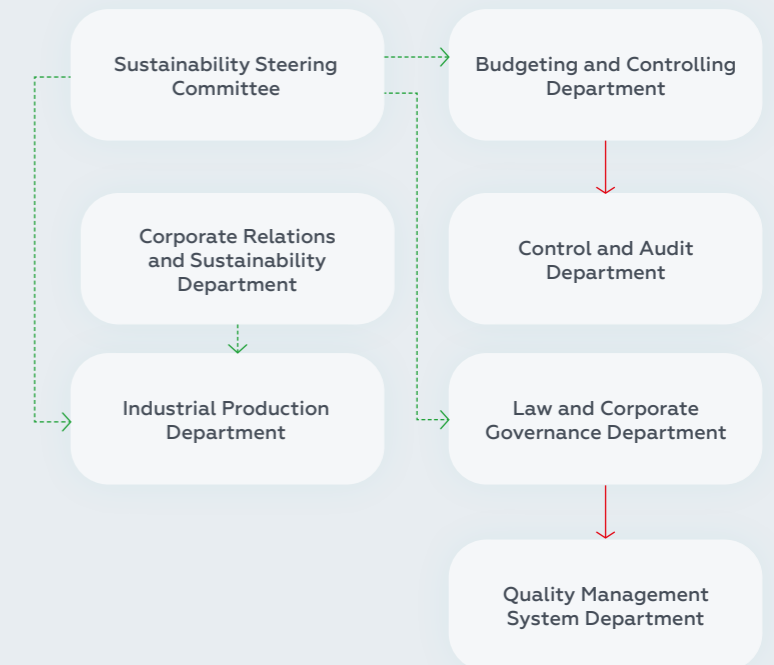 Sustainability Steering
Committee
Budgeting and Controlling
Department
Corporate Relations
and Sustainability
Department
Control and Audit
Department
Industrial Production
Department
Law and Corporate
Governance Department
Quality Management
System Department